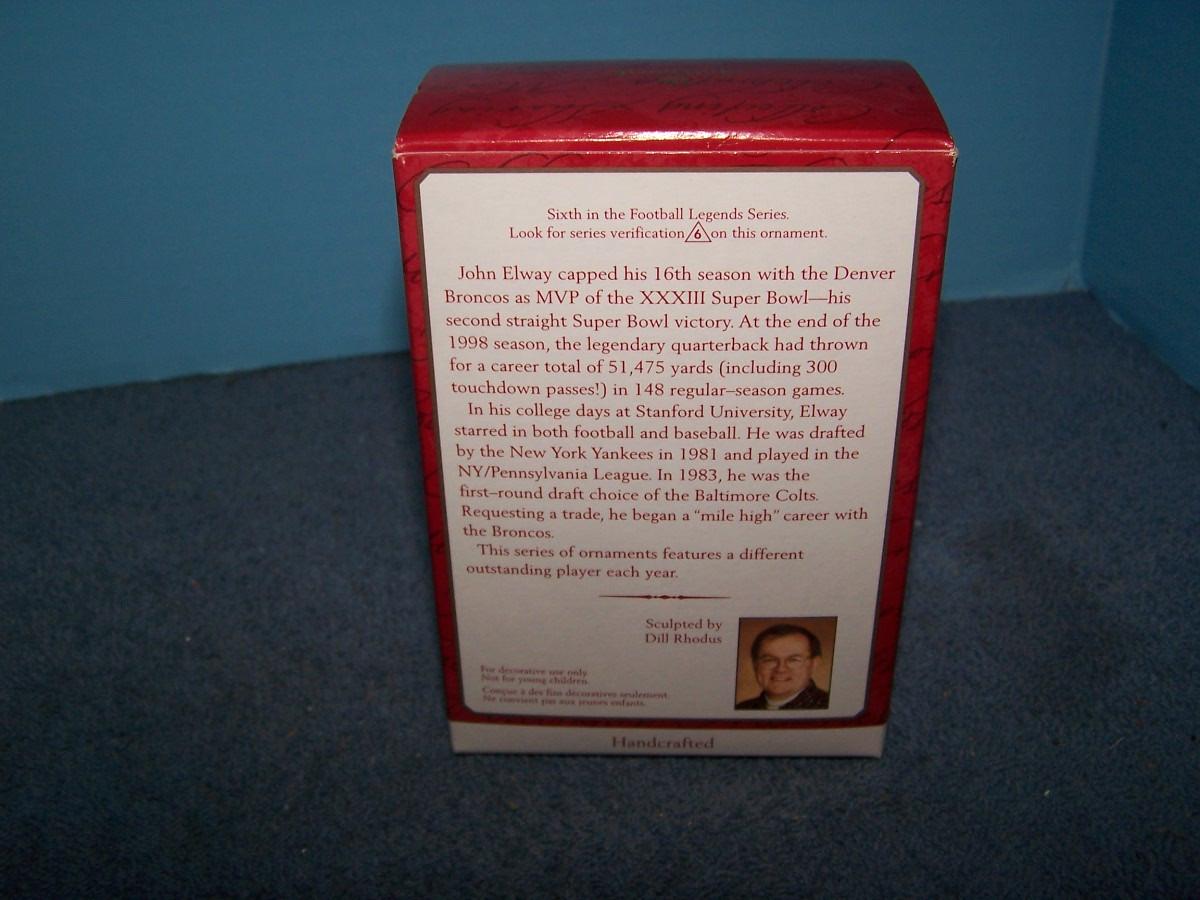 Sixth in the Football Legends Series.
Look for series verification 6 on this ornament.
John Elway capped his 16th season with the Denver
Broncos as MVP of the XXXIII Super Bowl—his
second straight Super Bowl victory. At the end of the
1998 season, the legendary quarterback had thrown
for a career total of 51,475 yards (including 300
touchdown passes!) in 148 regular–season games.
In his college days at Stanford University, Elway
starred in both football and baseball. He was drafted
by the New York Yankees in 1981 and played in the
NY/Pennsylvania League. In 1983, he was the
first–round draft choice of the Baltimore Colts.
Requesting a trade, he began a “mile high” career with
the Broncos.
This series of ornaments features a different
outstanding player each year.
Sculpted by
Dill Rhodus
For decorative use only.
Not for young children.
Conçue à des fins décoratives seulement.
Ne convient pas aux jeunes enfants.
Handcrafted